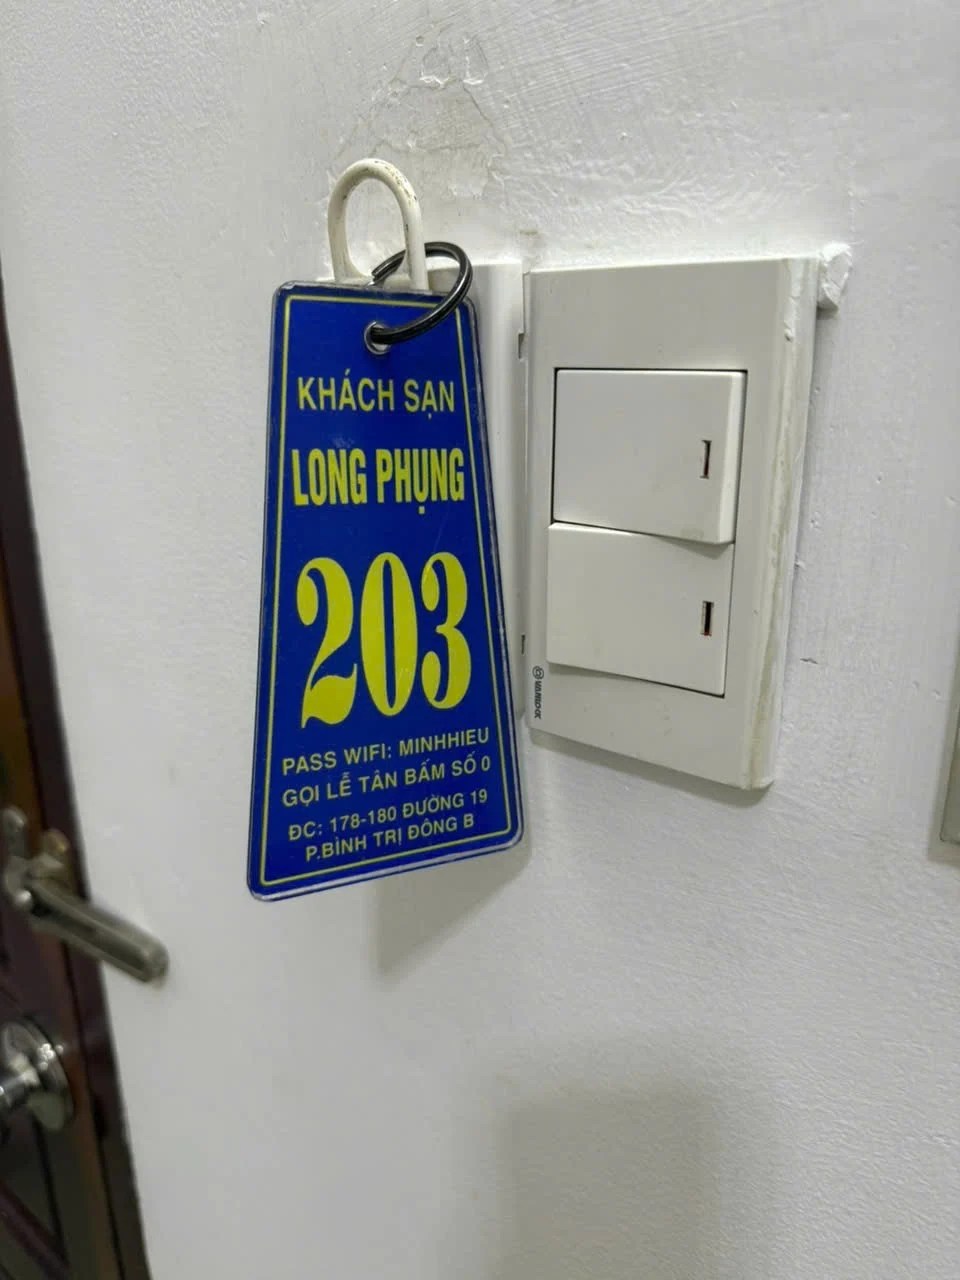 KHÁCH SẠN
LONG PHỤNG
203
PASS WIFI: MINHHIEU
GỌI LỄ TÂN BẤM SỐ 0
ĐC: 178-180 ĐƯỜNG 19
P.BÌNH TRỊ ĐÔNG B
VANLOCK